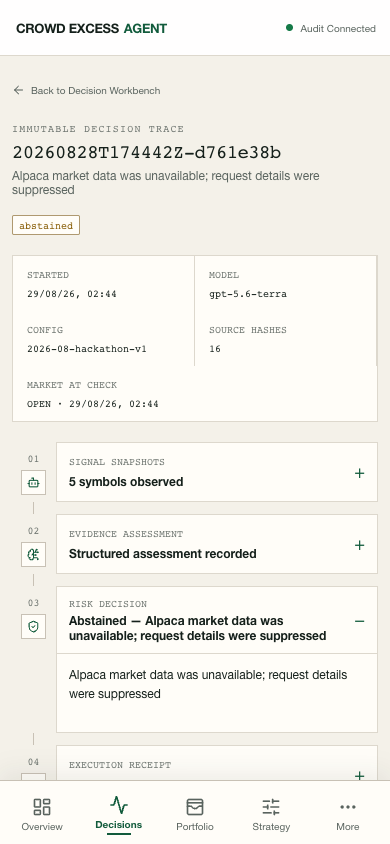 CROWD EXCESS AGENT
Audit Connected
Back to Decision Workbench
IMMUTABLE DECISION TRACE
20260828T174442Z-d761e38b
Alpaca market data was unavailable; request details were
suppressed
abstained
STARTED
29/08/26, 02:44
MODEL
gpt-5.6-terra
CONFIG
2026-08-hackathon-v1
SOURCE HASHES
16
MARKET AT CHECK
OPEN · 29/08/26, 02:44
01
SIGNAL SNAPSHOTS
5 symbols observed
+
02
EVIDENCE ASSESSMENT
Structured assessment recorded
+
03
RISK DECISION
Abstained — Alpaca market data was
unavailable; request details were suppressed
−
Alpaca market data was unavailable; request details
were suppressed
04
EXECUTION RECEIPT
+
Overview
Decisions
Portfolio
Strategy
More